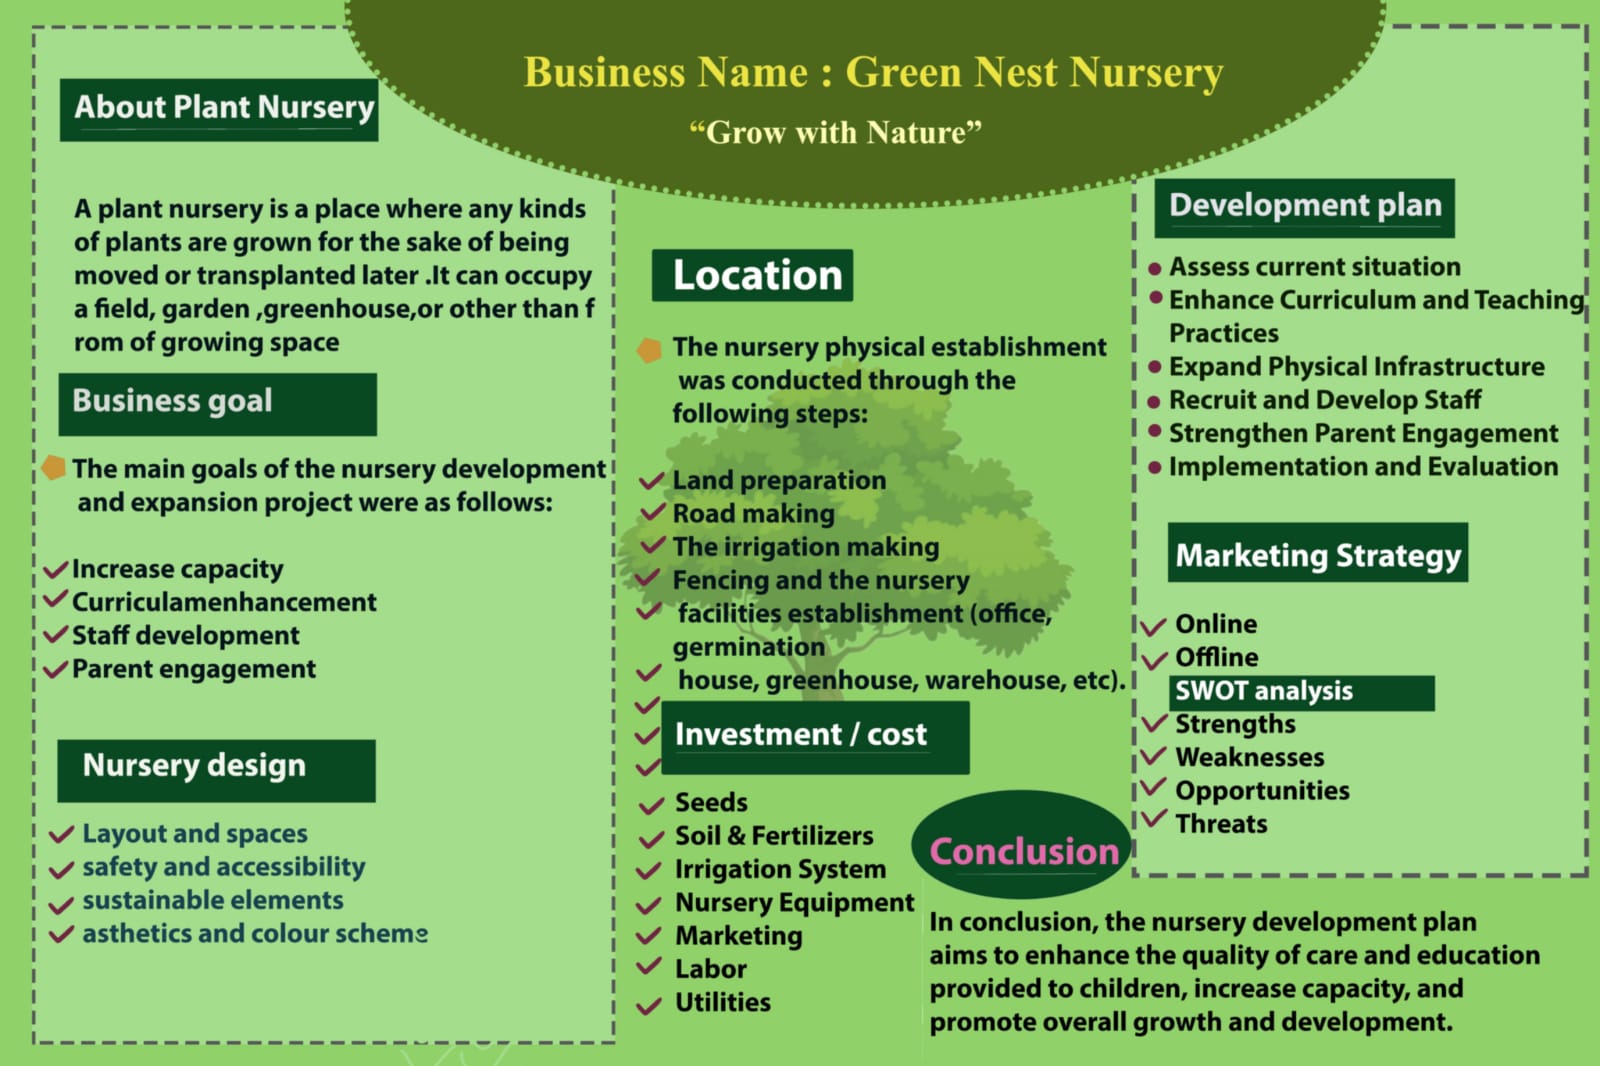 Business Name : Green Nest Nursery
“Grow with Nature”
About Plant Nursery
A plant nursery is a place where any kinds
of plants are grown for the sake of being
moved or transplanted later .It can occupy
a field, garden ,greenhouse,or other than f
rom of growing space
Business goal
The main goals of the nursery development
and expansion project were as follows:
Increase capacity
Curriculamenhancement
Staff development
Parent engagement
Nursery design
Layout and spaces
safety and accessibility
sustainable elements
asthetics and colour scheme
Location
The nursery physical establishment
was conducted through the
following steps:
Land preparation
Road making
The irrigation making
Fencing and the nursery
facilities establishment (office,
germination
house, greenhouse, warehouse, etc).
Investment / cost
Seeds
Soil & Fertilizers
Irrigation System
Nursery Equipment
Marketing
Labor
Utilities
Development plan
Assess current situation
Enhance Curriculum and Teaching
Practices
Expand Physical Infrastructure
Recruit and Develop Staff
Strengthen Parent Engagement
Implementation and Evaluation
Marketing Strategy
Online
Offline
SWOT analysis
Strengths
Weaknesses
Opportunities
Threats
Conclusion
In conclusion, the nursery development plan
aims to enhance the quality of care and education
provided to children, increase capacity, and
promote overall growth and development.